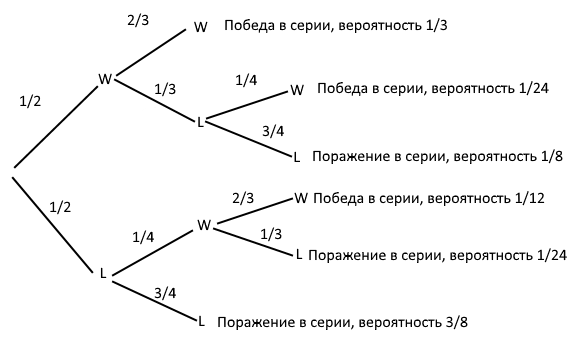 2/3
W Победа в серии, вероятность 1/3
W
1/2
1/3
1/4
W Победа в серии, вероятность 1/24
L
3/4
L Поражение в серии, вероятность 1/8
1/2
2/3
W Победа в серии, вероятность 1/12
1/4
W
1/3
L Поражение в серии, вероятность 1/24
L
3/4
L Поражение в серии, вероятность 3/8